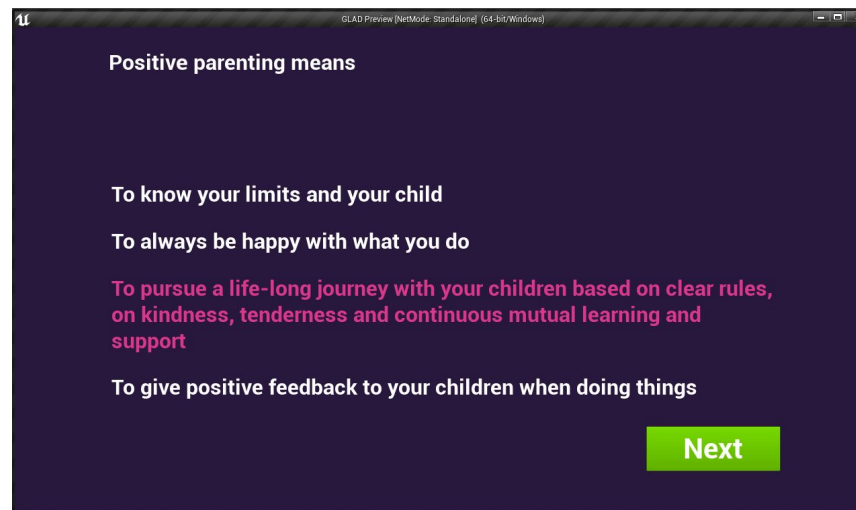 GLAD Preview [NetMode: Standalone] (64-bit/Windows)
Positive parenting means
To know your limits and your child
To always be happy with what you do
To pursue a life-long journey with your children based on clear rules,
on kindness, tenderness and continuous mutual learning and
support
To give positive feedback to your children when doing things
Next